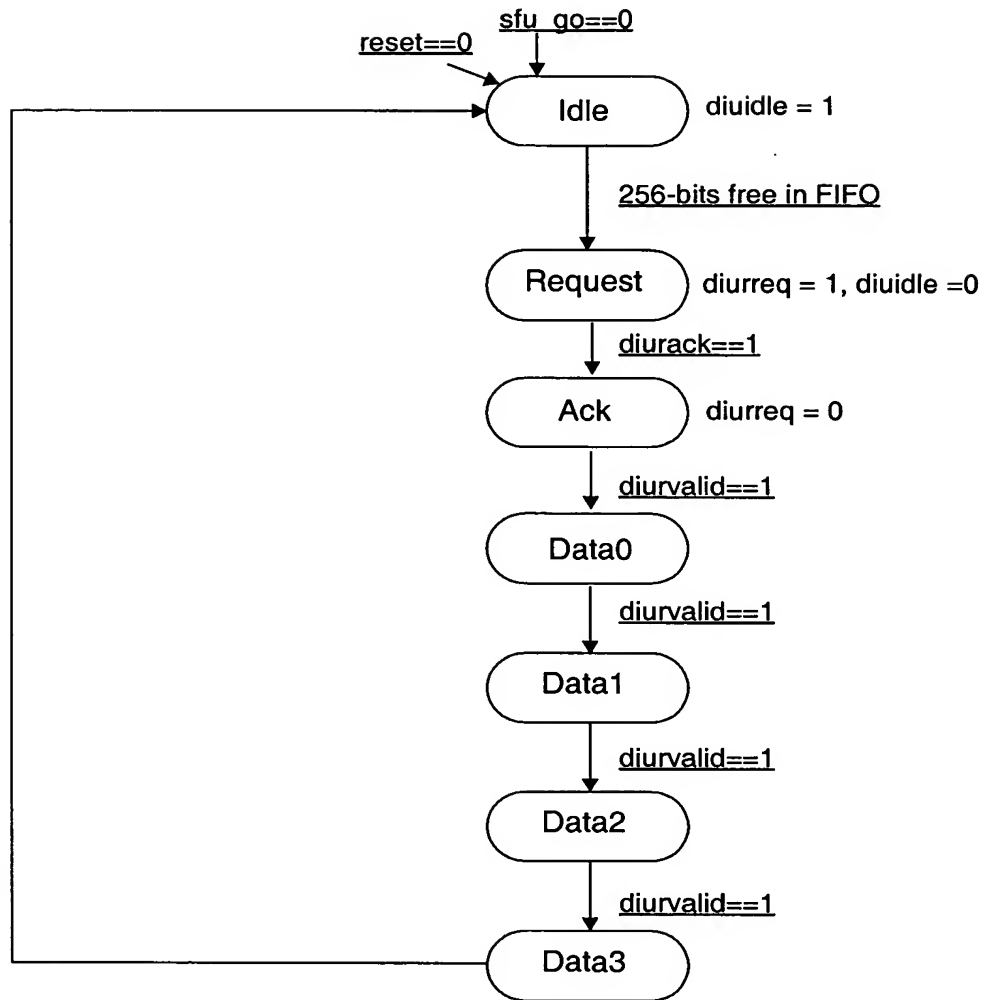 sfu_go==0
reset==0
Idle
diuidle = 1
256-bits free in FIFO
Request
diurreq = 1, diuidle =0
diurack==1
Ack
diurreq = 0
diurvalid==1
Data0
diurvalid==1
Data1
diurvalid==1
Data2
diurvalid==1
Data3